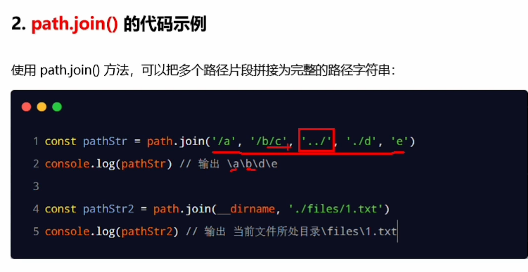 2. path.join() 的代码示例
使用 path.join() 方法，可以把多个路径片段拼接为完整的路径字符串：
1 const pathStr = path.join('/a', '/b/c', '../', './d', 'e')
2 console.log(pathStr) // 输出 \a\b\d\e
3
4 const pathStr2 = path.join(__dirname, './files/1.txt')
5 console.log(pathStr2) // 输出 当前文件所处目录\files\1.txt